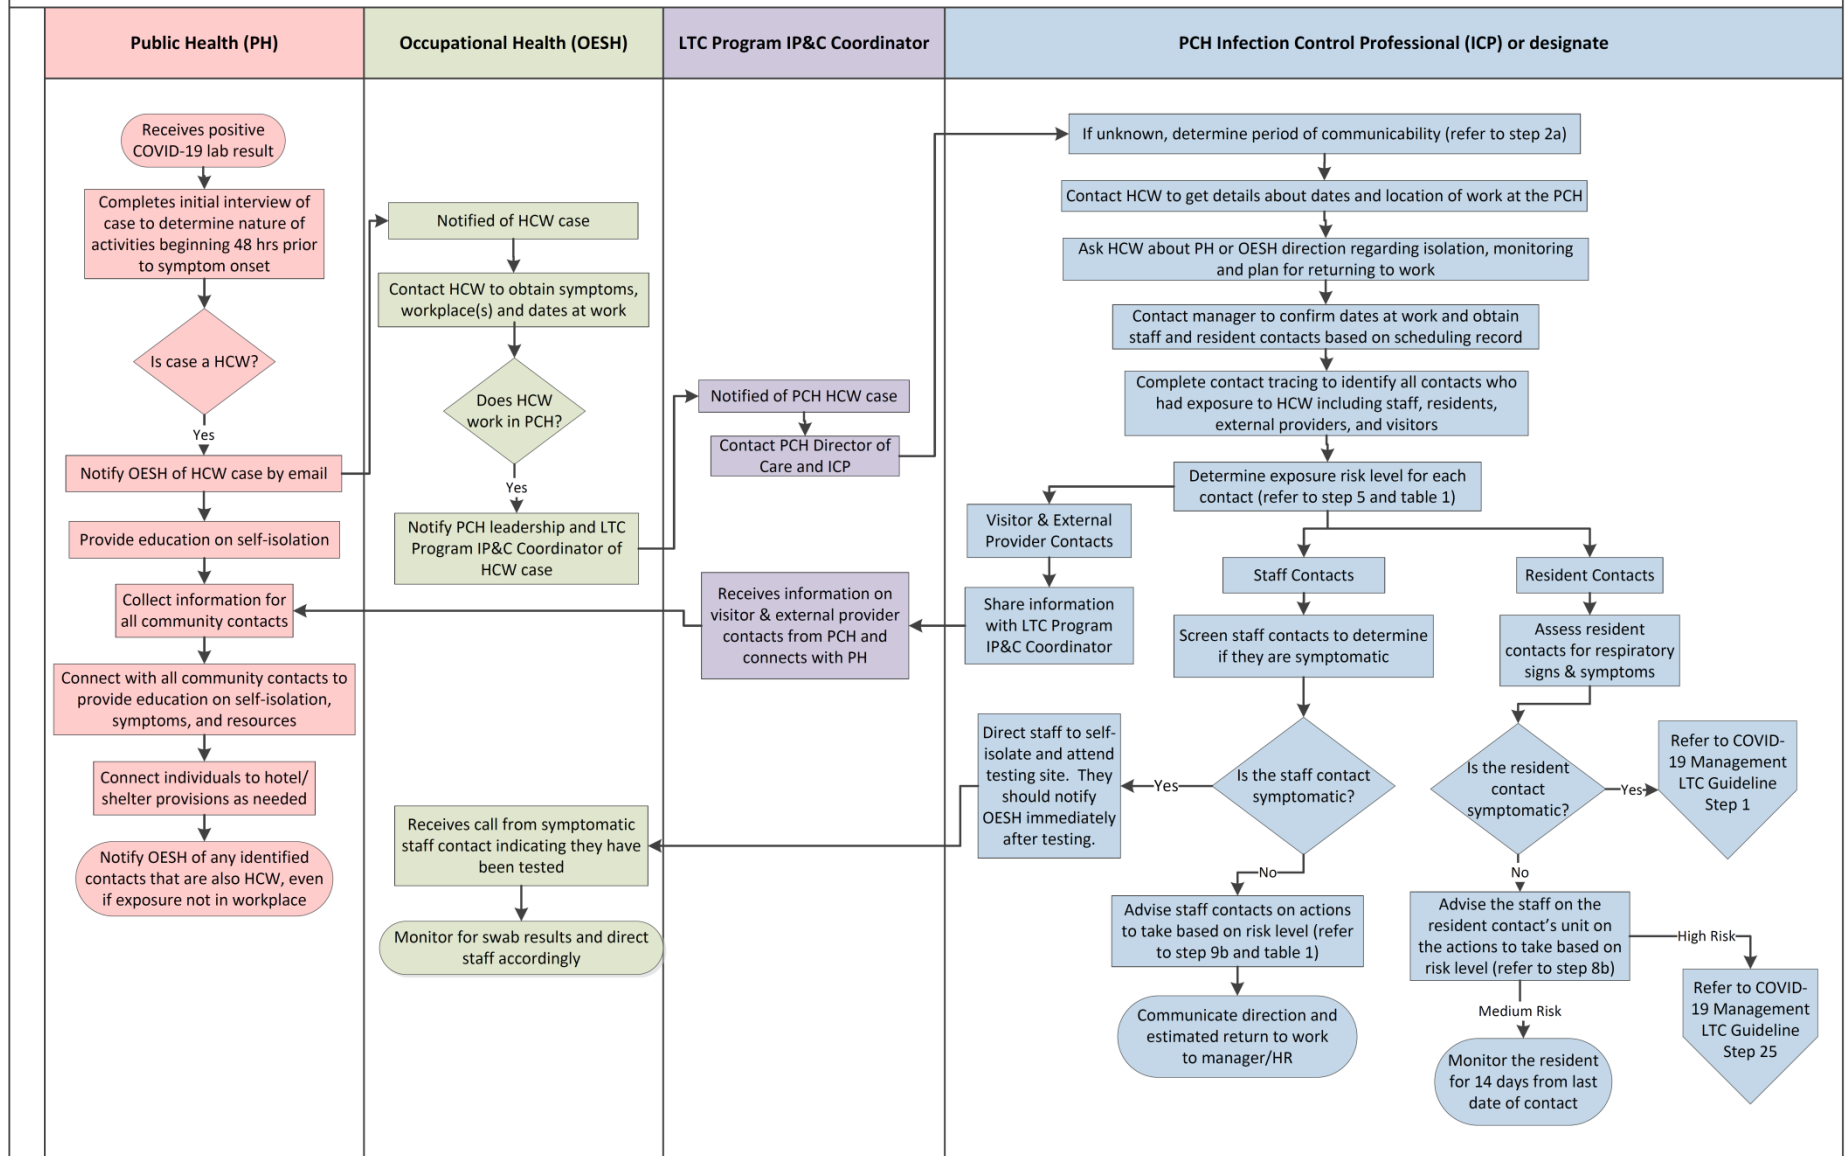 Public Health (PH)
Occupational Health (OESH)
LTC Program IP&C Coordinator
PCH Infection Control Professional (ICP) or designate
Receives positive
COVID-19 lab result
Completes initial interview of
case to determine nature of
activities beginning 48 hrs prior
to symptom onset
Is case a HCW?
Yes
Notify OESH of HCW case by email
Provide education on self-isolation
Collect information for
all community contacts
Connect with all community contacts to
provide education on self-isolation,
symptoms, and resources
Connect individuals to hotel/
shelter provisions as needed
Notify OESH of any identified
contacts that are also HCW, even
if exposure not in workplace
Notified of HCW case
Contact HCW to obtain symptoms,
workplace(s) and dates at work
Does HCW
work in PCH?
Yes
Notify PCH leadership and LTC
Program IP&C Coordinator of
HCW case
Receives call from symptomatic
staff contact indicating they have
been tested
Monitor for swab results and direct
staff accordingly
Notified of PCH HCW case
Contact PCH Director of
Care and ICP
Receives information on
visitor & external provider
contacts from PCH and
connects with PH
If unknown, determine period of communicability (refer to step 2a)
Contact HCW to get details about dates and location of work at the PCH
Ask HCW about PH or OESH direction regarding isolation, monitoring
and plan for returning to work
Contact manager to confirm dates at work and obtain
staff and resident contacts based on scheduling record
Complete contact tracing to identify all contacts who
had exposure to HCW including staff, residents,
external providers, and visitors
Determine exposure risk level for each
contact (refer to step 5 and table 1)
Visitor & External
Provider Contacts
Share information
with LTC Program
IP&C Coordinator
Staff Contacts
Screen staff contacts to determine
if they are symptomatic
Is the staff contact
symptomatic?
Yes
Direct staff to self-
isolate and attend
testing site. They
should notify
OESH immediately
after testing.
No
Advise staff contacts on actions
to take based on risk level (refer
to step 9b and table 1)
Communicate direction and
estimated return to work
to manager/HR
Resident Contacts
Assess resident
contacts for respiratory
signs & symptoms
Is the resident
contact
symptomatic?
Yes
Refer to COVID-
19 Management
LTC Guideline
Step 1
No
Advise the staff on the
resident contact's unit on
the actions to take based on
risk level (refer to step 8b)
High Risk
Refer to COVID-
19 Management
LTC Guideline
Step 25
Medium Risk
Monitor the resident
for 14 days from last
date of contact